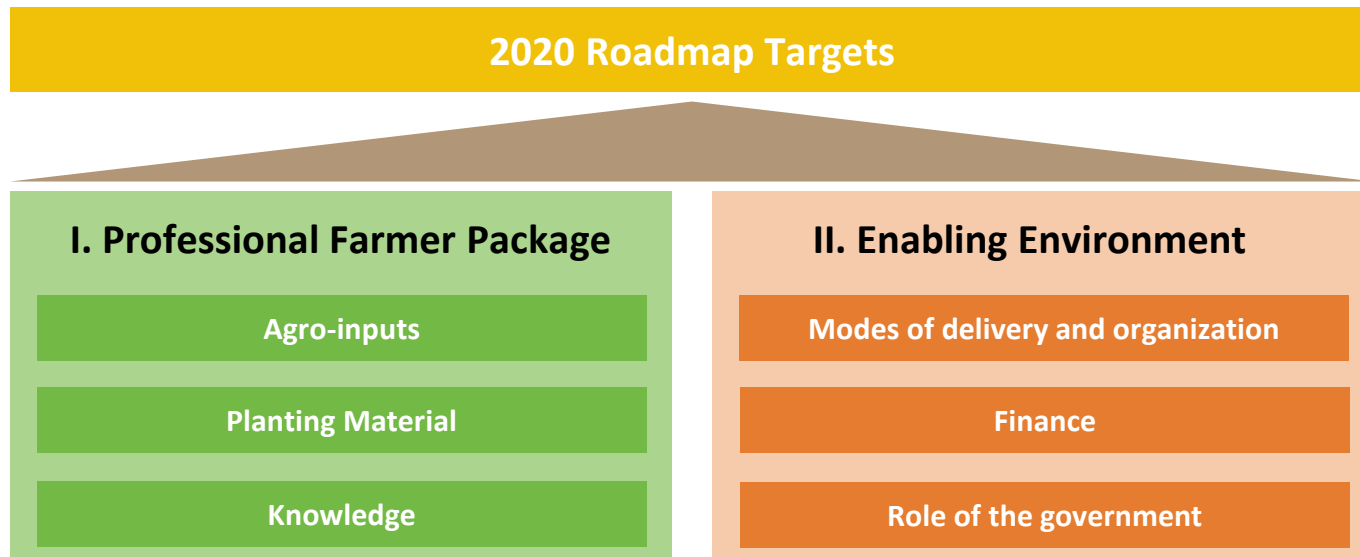 2020 Roadmap Targets
I. Professional Farmer Package
Agro-inputs
Planting Material
Knowledge
II. Enabling Environment
Modes of delivery and organization
Finance
Role of the government